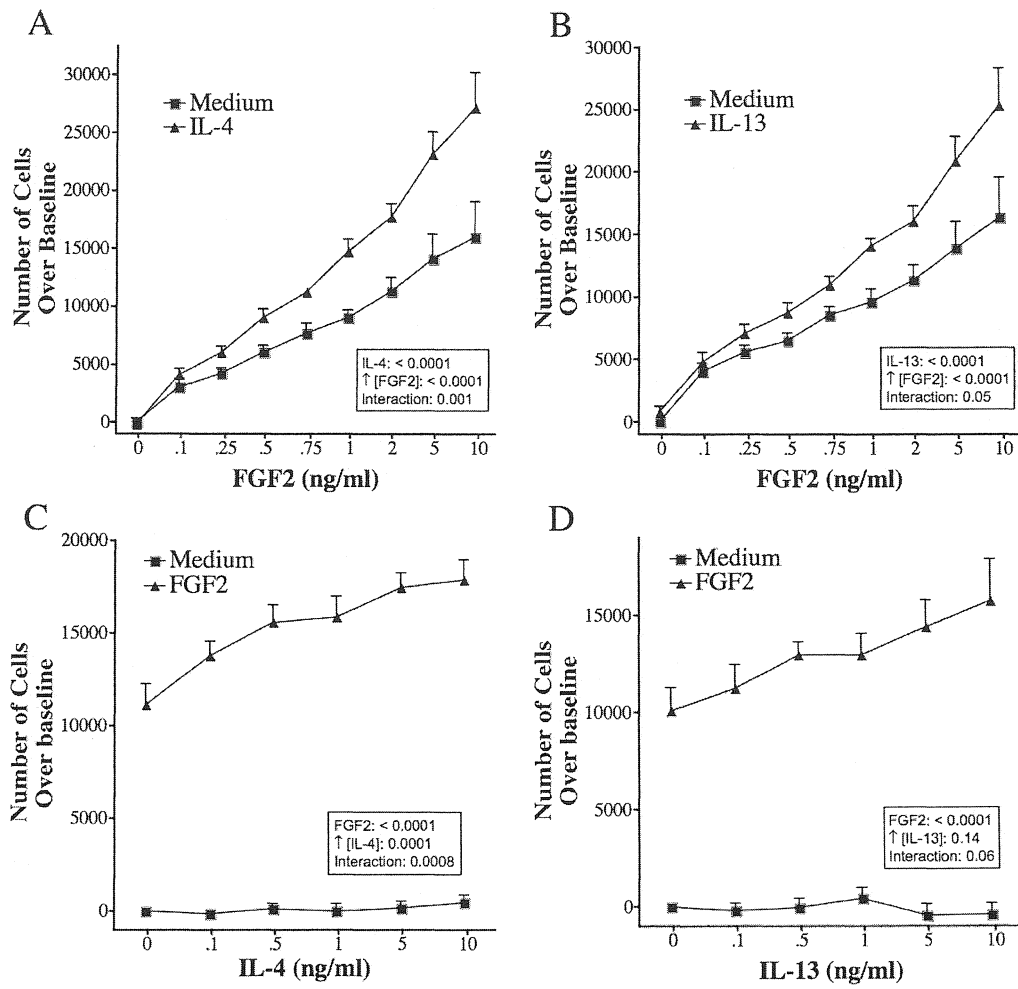 A
30000
25000
20000
15000
10000
5000
0
Number of Cells
Over Baseline
Medium
IL-4
IL-4: < 0.0001
↑ [FGF2]: < 0.0001
Interaction: 0.001
0 .1 .25 .5 .75 1 2 5 10
FGF2 (ng/ml)
B
30000
25000
20000
15000
10000
5000
0
Number of Cells
Over Baseline
Medium
IL-13
IL-13: < 0.0001
↑ [FGF2]: < 0.0001
Interaction: 0.05
0 .1 .25 .5 .75 1 2 5 10
FGF2 (ng/ml)
C
20000
15000
10000
5000
0
Number of Cells
Over baseline
Medium
FGF2
FGF2: < 0.0001
↑ [IL-4]: 0.0001
Interaction: 0.0008
0 .1 .5 1 5 10
IL-4 (ng/ml)
D
15000
10000
5000
0
Number of Cells
Over baseline
Medium
FGF2
FGF2: < 0.0001
↑ [IL-13]: 0.14
Interaction: 0.06
0 .1 .5 1 5 10
IL-13 (ng/ml)